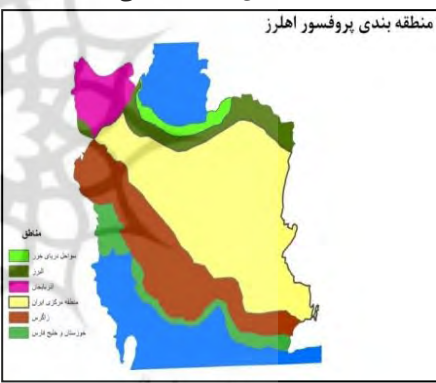 منطقه بندی پروفسور اهلرز
مناطق
سواحل دریای خزر
البرز
آذربایجان
منطقه مرکزی ایران
زاگرس
خوزستان و خلیج فارس